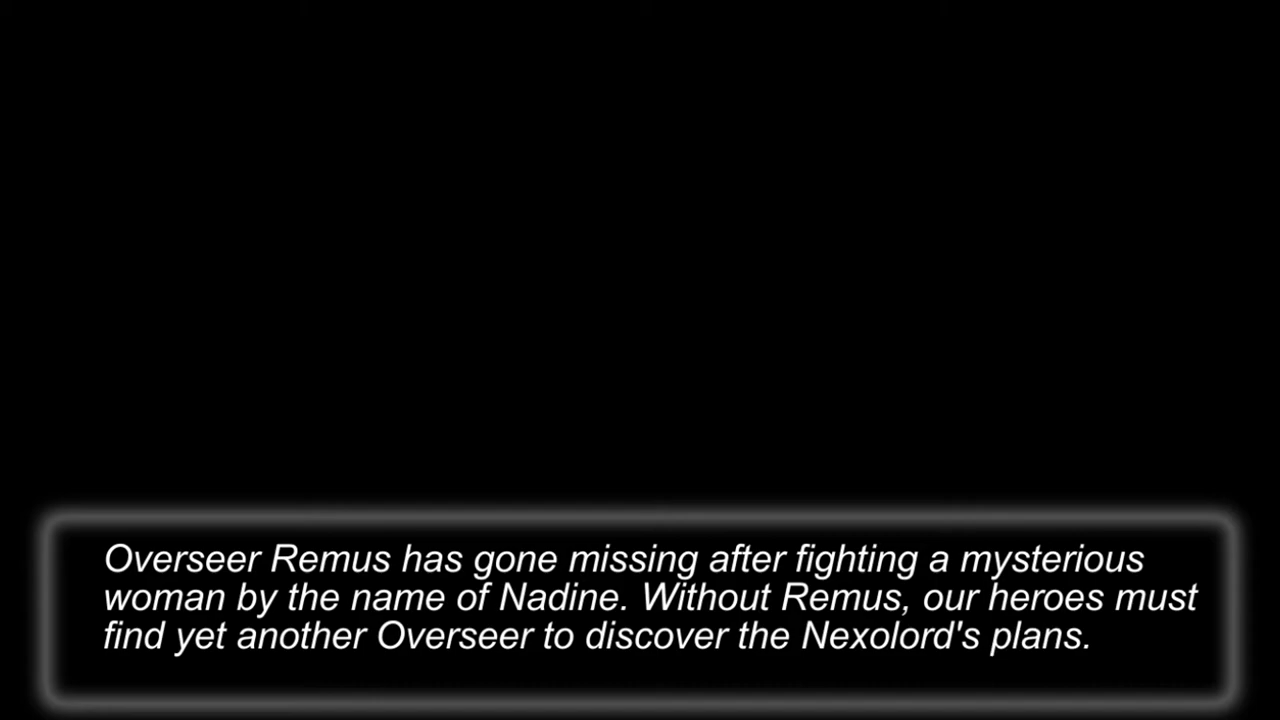 Overseer Remus has gone missing after fighting a mysterious
woman by the name of Nadine. Without Remus, our heroes must
find yet another Overseer to discover the Nexolord's plans.